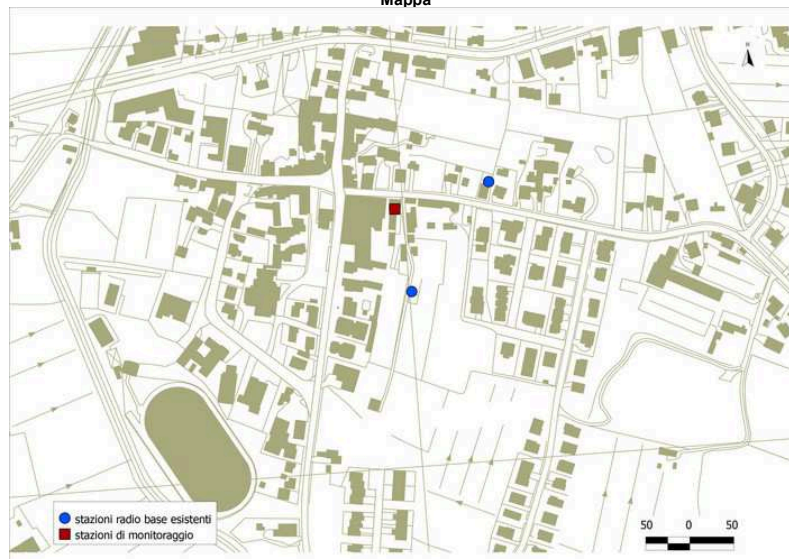 Mappa
N
stazioni radio base esistenti
stazioni di monitoraggio
50 0 50